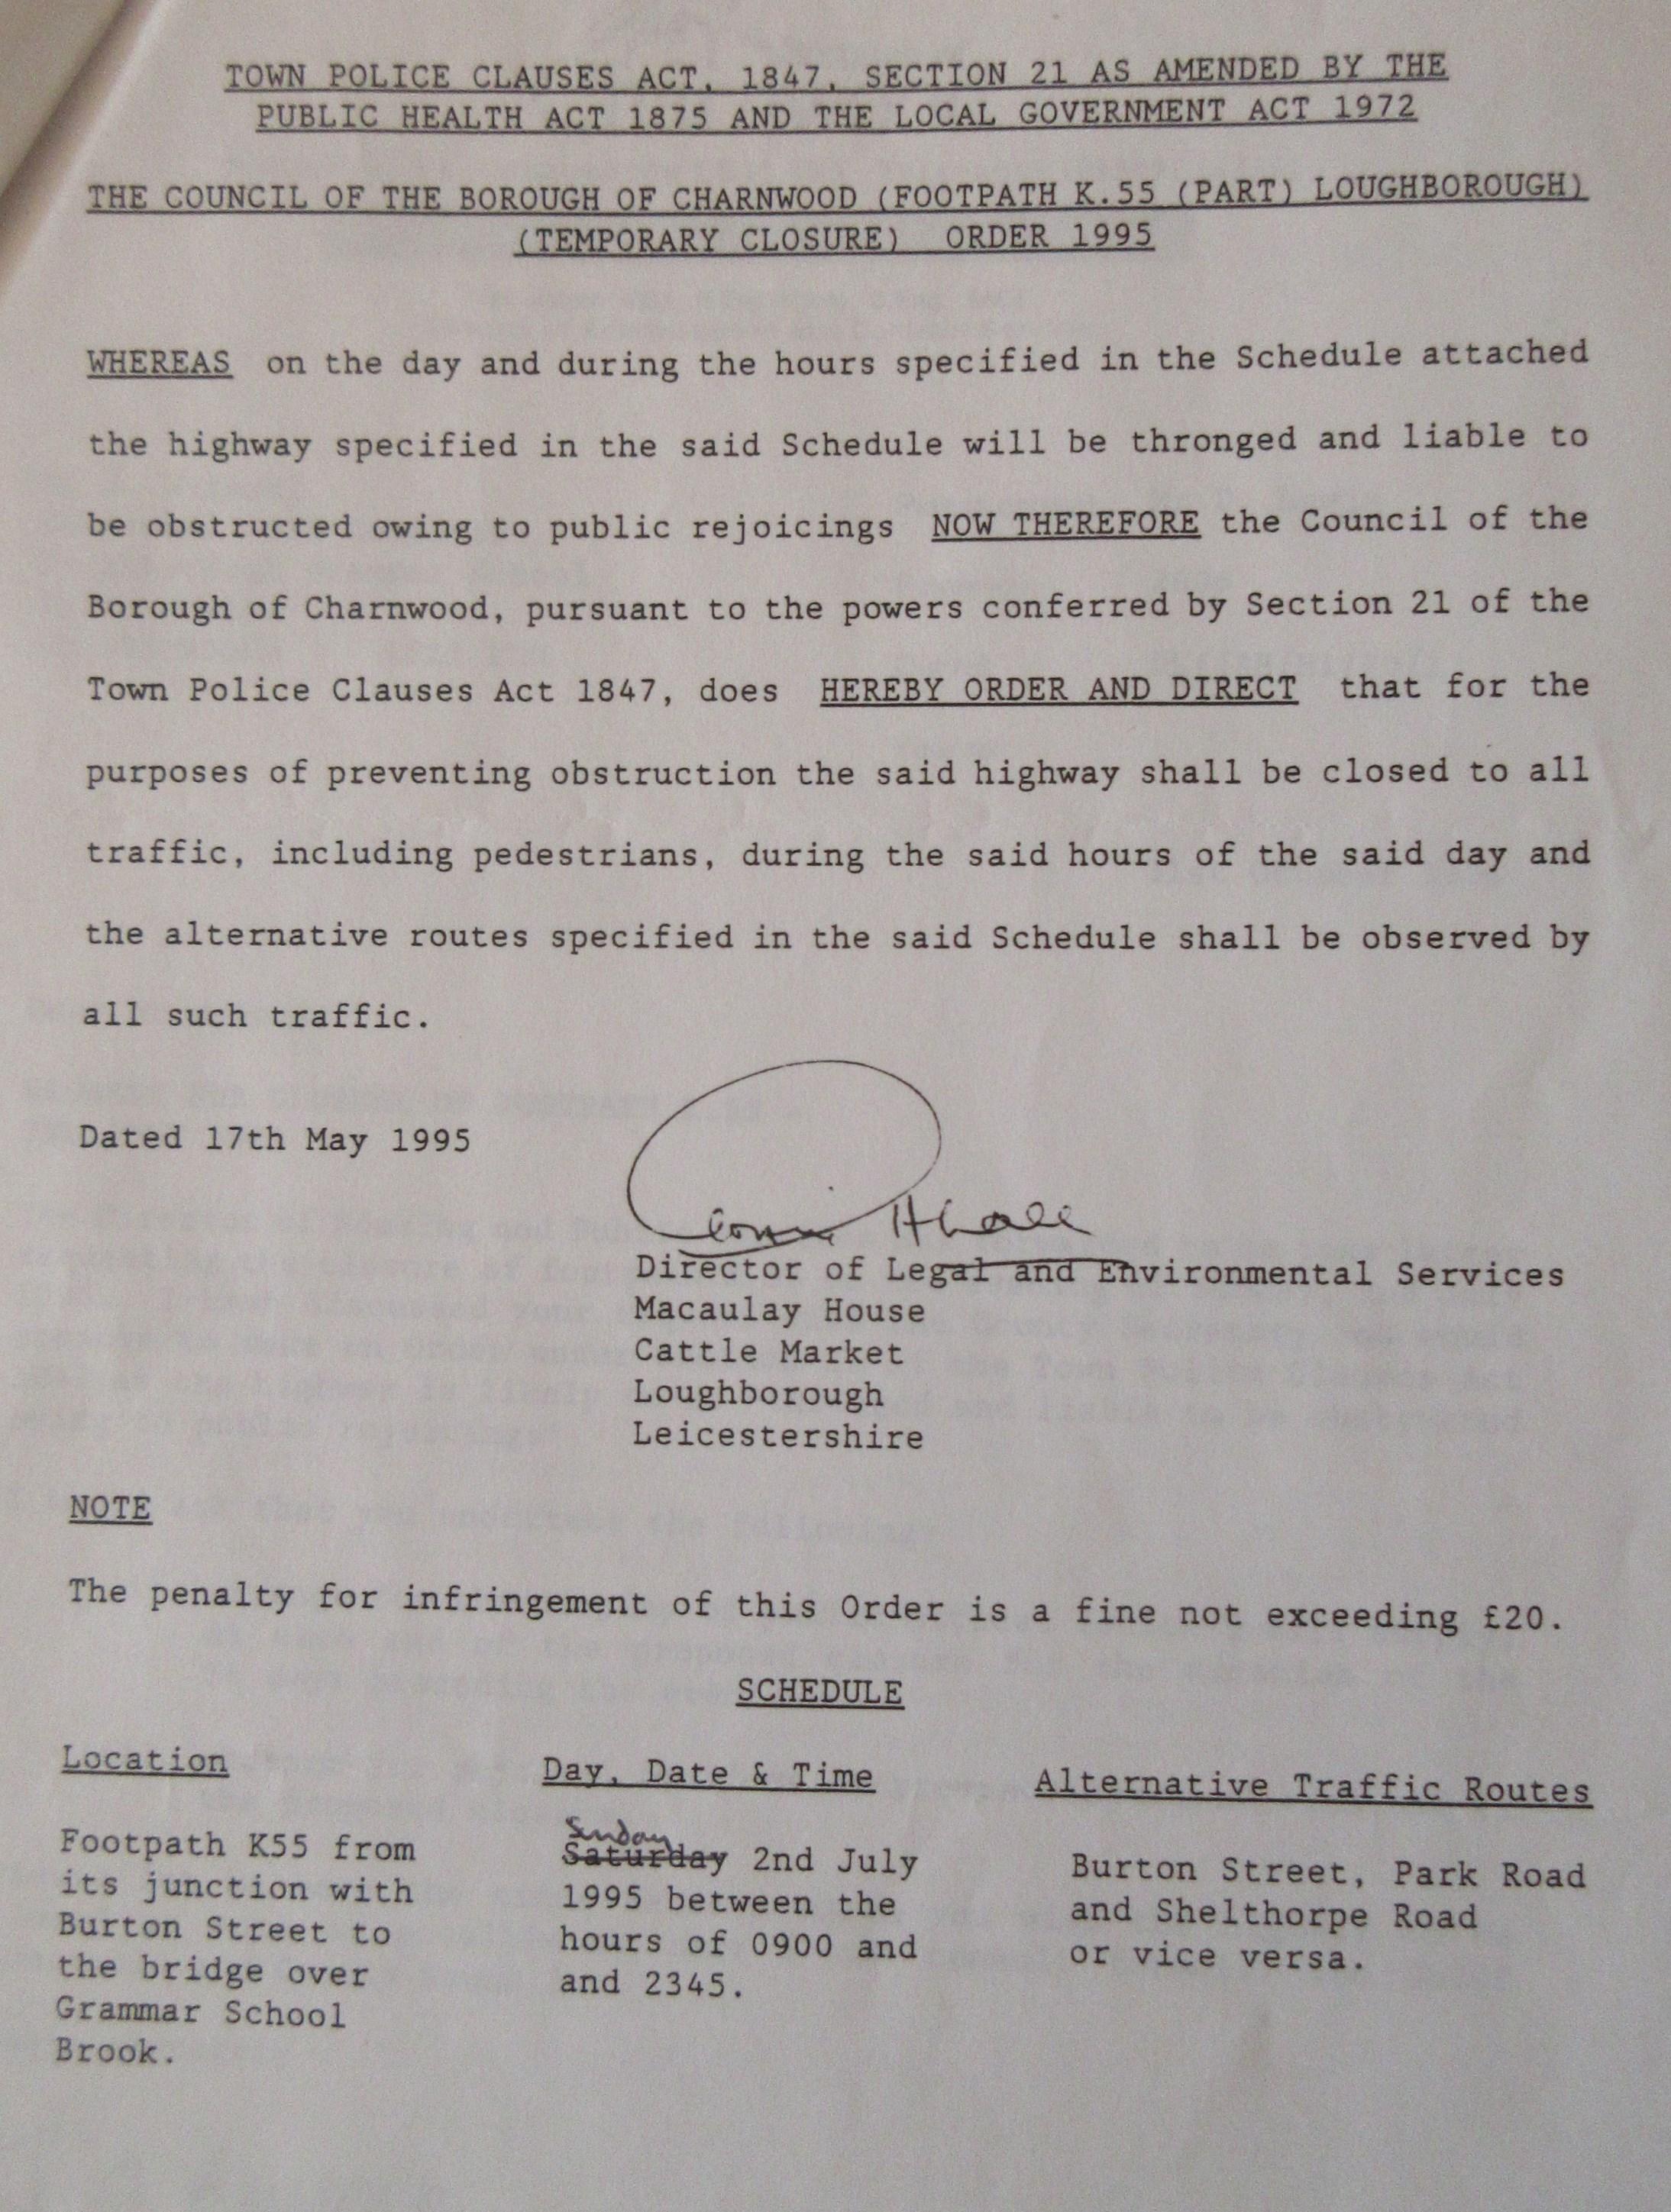 TOWN POLICE CLAUSES ACT, 1847, SECTION 21 AS AMENDED BY THE
PUBLIC HEALTH ACT 1875 AND THE LOCAL GOVERNMENT ACT 1972
THE COUNCIL OF THE BOROUGH OF CHARNWOOD (FOOTPATH K.55 (PART) LOUGHBOROUGH)
(TEMPORARY CLOSURE) ORDER 1995
WHEREAS on the day and during the hours specified in the Schedule attached
the highway specified in the said Schedule will be thronged and liable to
be obstructed owing to public rejoicings NOW THEREFORE the Council of the
Borough of Charnwood, pursuant to the powers conferred by Section 21 of the
Town Police Clauses Act 1847, does HEREBY ORDER AND DIRECT that for the
purposes of preventing obstruction the said highway shall be closed to all
traffic, including pedestrians, during the said hours of the said day and
the alternative routes specified in the said Schedule shall be observed by
all such traffic.
Dated 17th May 1995
Director of Legal and Environmental Services
Macaulay House
Cattle Market
Loughborough
Leicestershire
NOTE
The penalty for infringement of this Order is a fine not exceeding £20.
SCHEDULE
Location
Footpath K55 from
its junction with
Burton Street to
the bridge over
Grammar School
Brook.
Day, Date & Time
Sunday
Saturday 2nd July
1995 between the
hours of 0900 and
and 2345.
Alternative Traffic Routes
Burton Street, Park Road
and Shelthorpe Road
or vice versa.